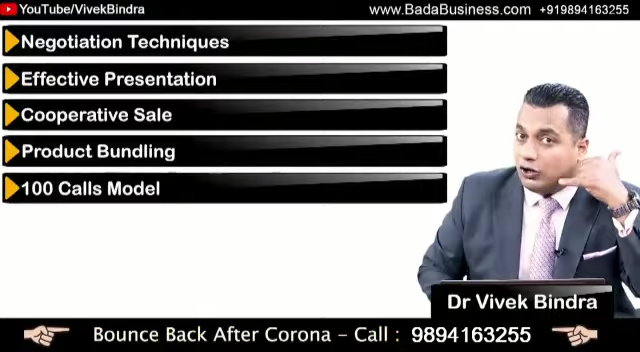 YouTube/VivekBindra
www.BadaBusiness.com +919894163255
Negotiation Techniques
Effective Presentation
Cooperative Sale
Product Bundling
100 Calls Model
Dr Vivek Bindra
Bounce Back After Corona – Call : 9894163255